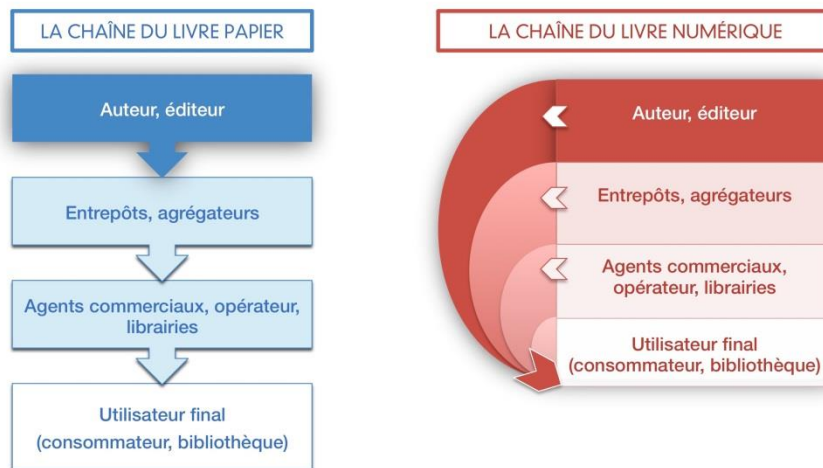 LA CHAÎNE DU LIVRE PAPIER
Auteur, éditeur
Entrepôts, agrégateurs
Agents commerciaux, opérateur,
librairies
Utilisateur final
(consommateur, bibliothèque)
LA CHAÎNE DU LIVRE NUMÉRIQUE
Auteur, éditeur
Entrepôts, agrégateurs
Agents commerciaux,
opérateur, librairies
Utilisateur final
(consommateur, bibliothèque)